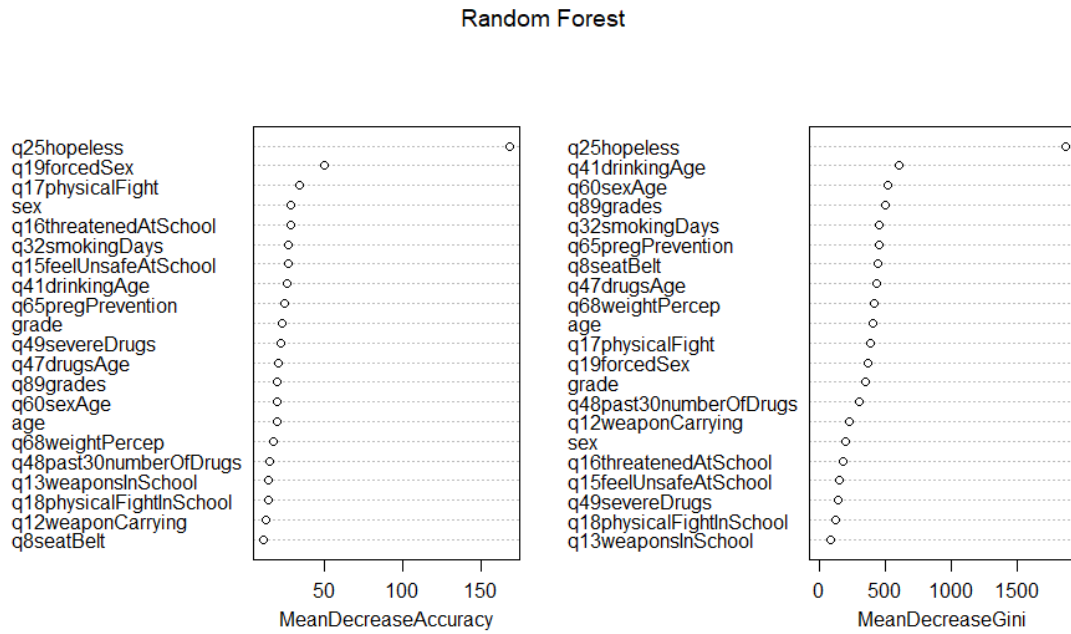 Random Forest
q25hopeless
q19forcedSex
q17physicalFight
sex
q16threatenedAtSchool
q32smokingDays
q15feelUnsafeAtSchool
q41drinkingAge
q65pregPrevention
grade
q49severeDrugs
q47drugsAge
q89grades
q60sexAge
age
q68weightPercep
q48past30numberOfDrugs
q13weaponsInSchool
q18physicalFightInSchool
q12weaponCarrying
q8seatBelt
50 100 150
MeanDecreaseAccuracy
q25hopeless
q41drinkingAge
q60sexAge
q89grades
q32smokingDays
q65pregPrevention
q8seatBelt
q47drugsAge
q68weightPercep
age
q17physicalFight
q19forcedSex
grade
q48past30numberOfDrugs
q12weaponCarrying
sex
q16threatenedAtSchool
q15feelUnsafeAtSchool
q49severeDrugs
q18physicalFightInSchool
q13weaponsInSchool
0 500 1000 1500
MeanDecreaseGini